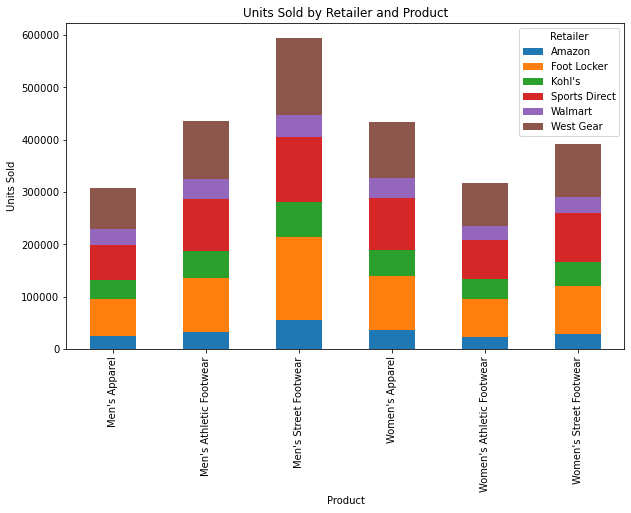 Units Sold by Retailer and Product
Retailer
Amazon
Foot Locker
Kohl's
Sports Direct
Walmart
West Gear
600000
500000
400000
300000
200000
100000
0
Units Sold
Men's Apparel
Men's Athletic Footwear
Men's Street Footwear
Women's Apparel
Women's Athletic Footwear
Women's Street Footwear
Product